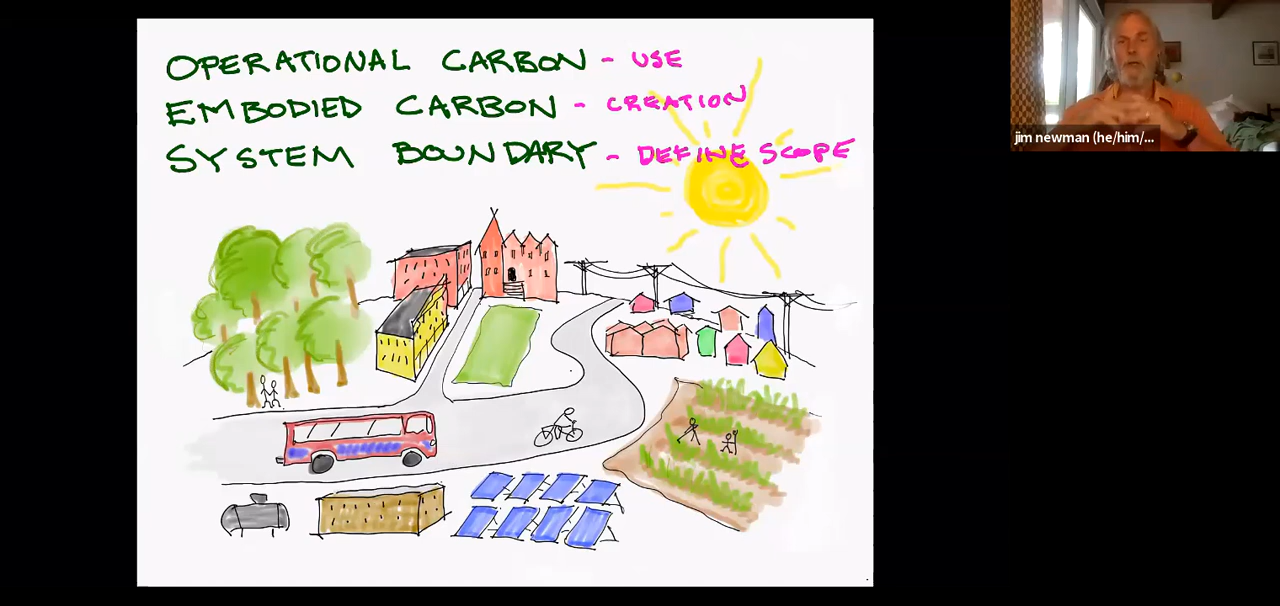 OPERATIONAL CARBON - USE
EMBODIED CARBON - CREATION
SYSTEM BOUNDARY - DEFINE SCOPE
jim newman (he/him/...